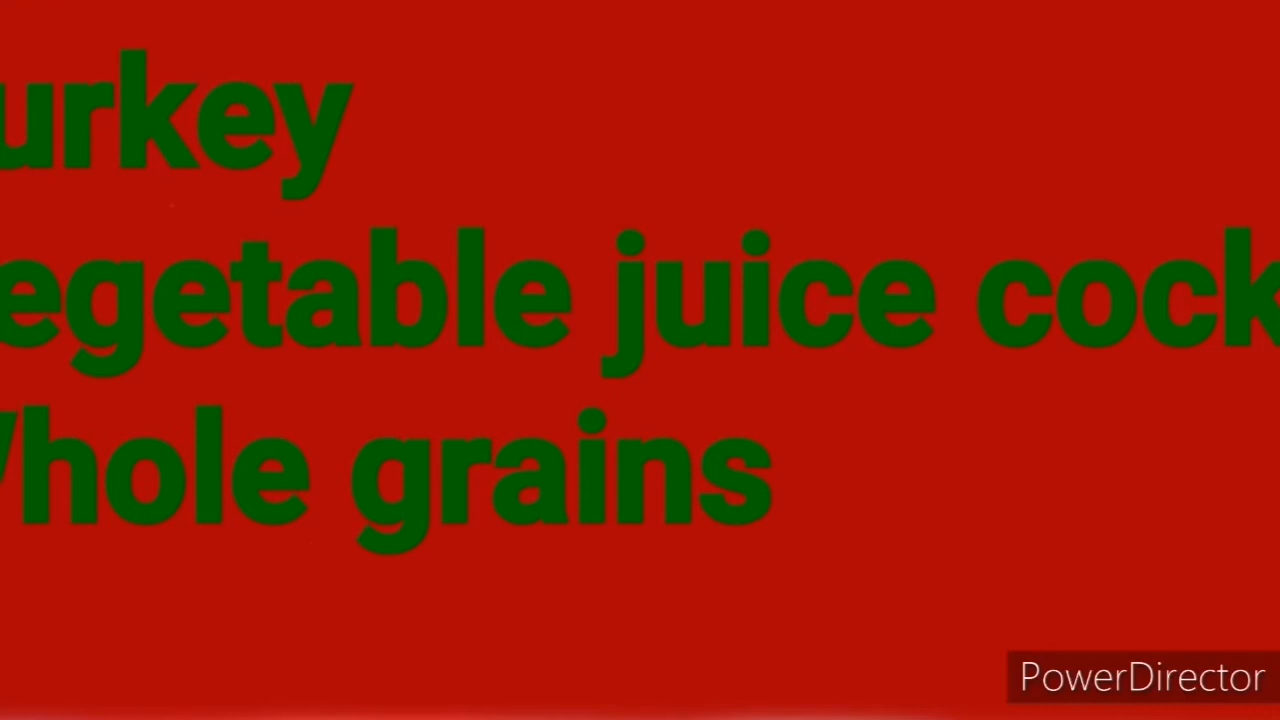 urkey
egetable juice cock
hole grains
PowerDirector